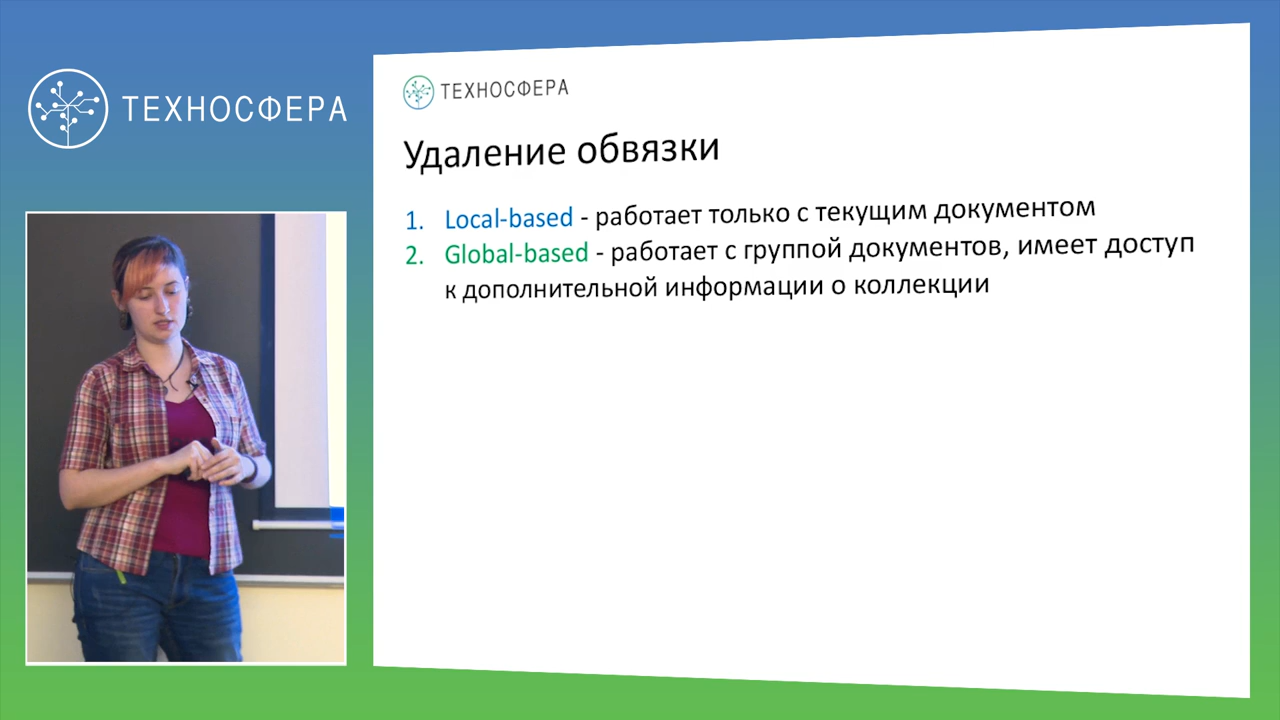 ТЕХНОСФЕРА
ТЕХНОСФЕРА
Удаление обвязки
1. Local-based - работает только с текущим документом
2. Global-based - работает с группой документов, имеет доступ
к дополнительной информации о коллекции